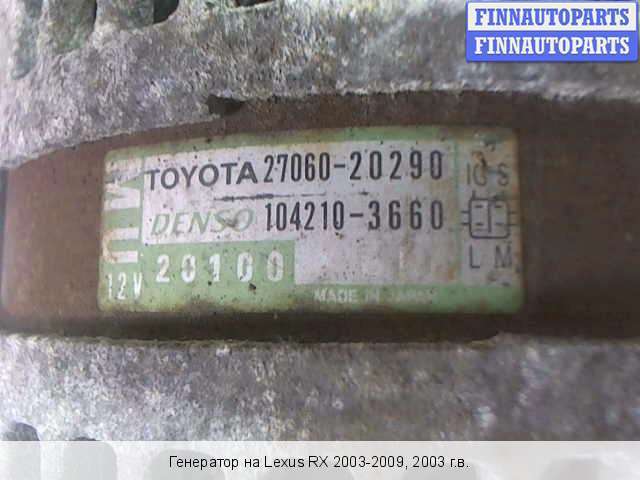 FINNAUTOPARTS
FINNAUTOPARTS
TOYOTA 27060-20290
DENSO 104210-3660
IG S
L M
12V 20100
MADE IN JAPAN
Генератор на Lexus RX 2003-2009, 2003 г.в.